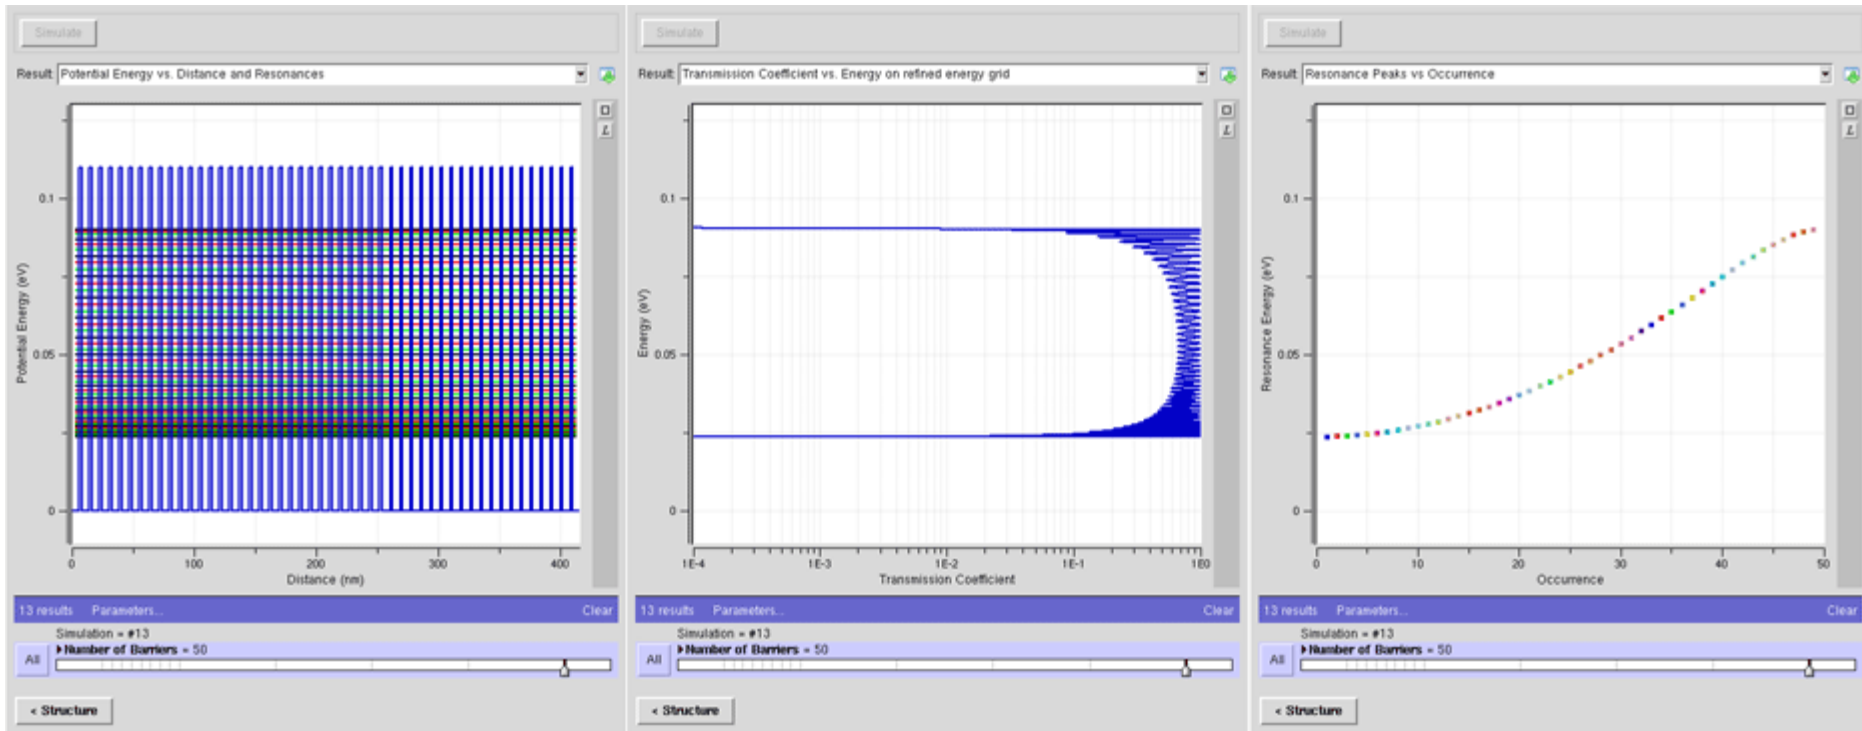 Simulate
Result: Potential Energy vs. Distance and Resonances
L
Potential Energy (eV)
0.1
0.05
0
0 100 200 300 400
Distance (nm)
13 results Parameters... Clear
Simulation = #13
All
Number of Barriers = 50
< Structure
Simulate
Result: Transmission Coefficient vs. Energy on refined energy grid
L
Energy (eV)
0.1
0.05
0
1E-4 1E-3 1E-2 1E-1 1E0
Transmission Coefficient
13 results Parameters... Clear
Simulation = #13
All
Number of Barriers = 50
< Structure
Simulate
Result: Resonance Peaks vs Occurrence
L
Resonance Energy (eV)
0.1
0.05
0
0 10 20 30 40 50
Occurrence
13 results Parameters... Clear
Simulation = #13
All
Number of Barriers = 50
< Structure